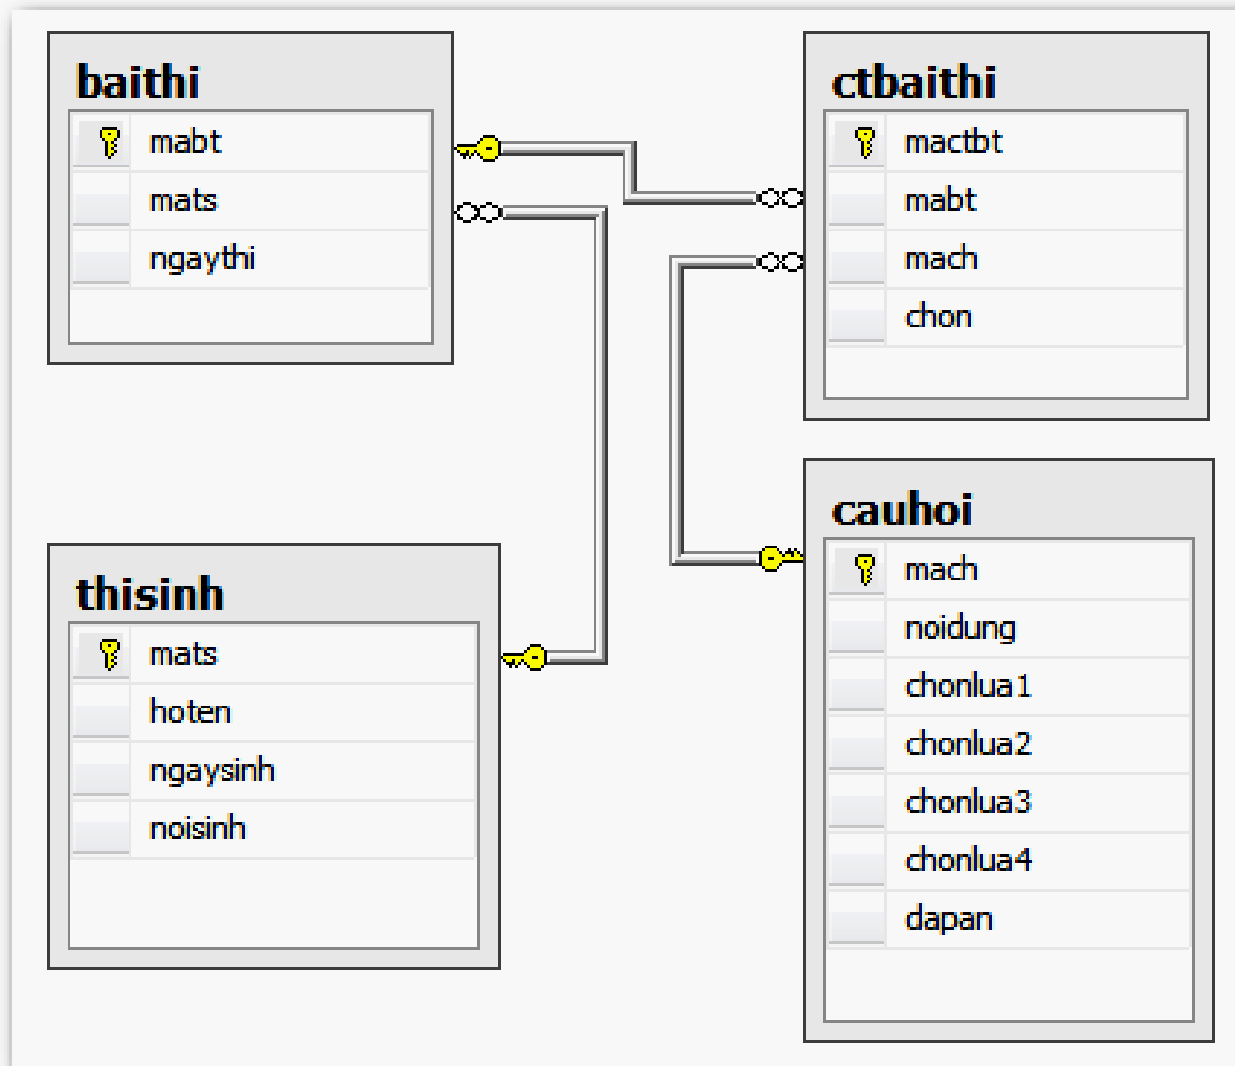 baithi
mabt
mats
ngaythi
ctbaithi
mactbt
mabt
mach
chon
thisinh
mats
hoten
ngaysinh
noisinh
cauhoi
mach
noidung
chonlua1
chonlua2
chonlua3
chonlua4
dapan